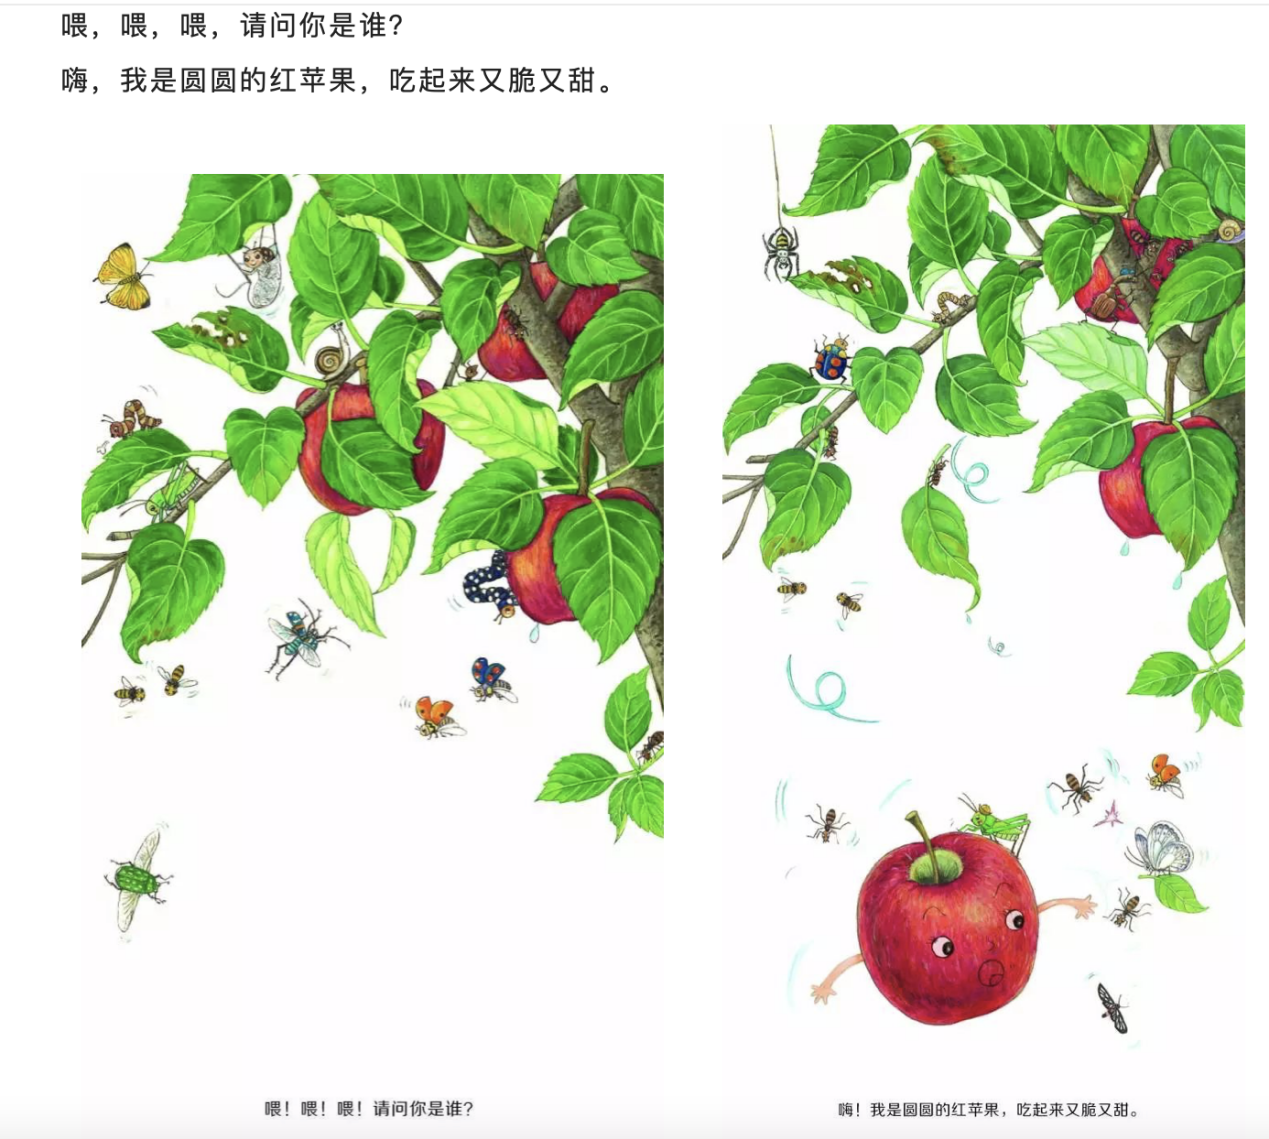 喂，喂，喂，请问你是谁？
嗨，我是圆圆的红苹果，吃起来又脆又甜。
喂！喂！喂！请问你是谁？
嗨！我是圆圆的红苹果，吃起来又脆又甜。